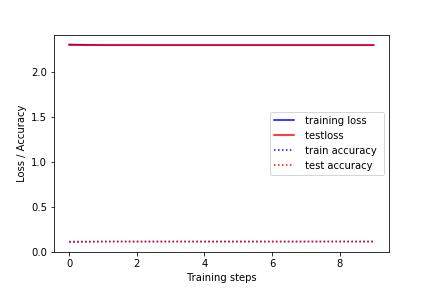 2.0
1.5
1.0
0.5
0.0
Loss / Accuracy
training loss
testloss
train accuracy
test accuracy
0 2 4 6 8
Training steps